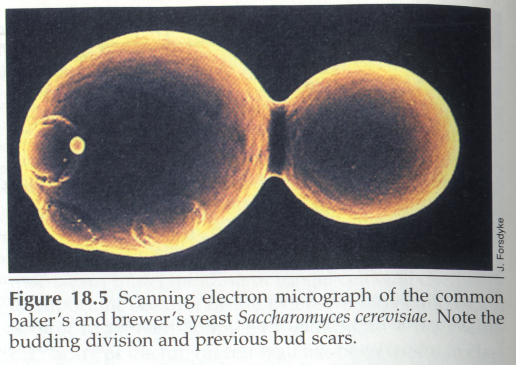 J. Forsdyke
Figure 18.5 Scanning electron micrograph of the common
baker's and brewer's yeast Saccharomyces cerevisiae. Note the
budding division and previous bud scars.